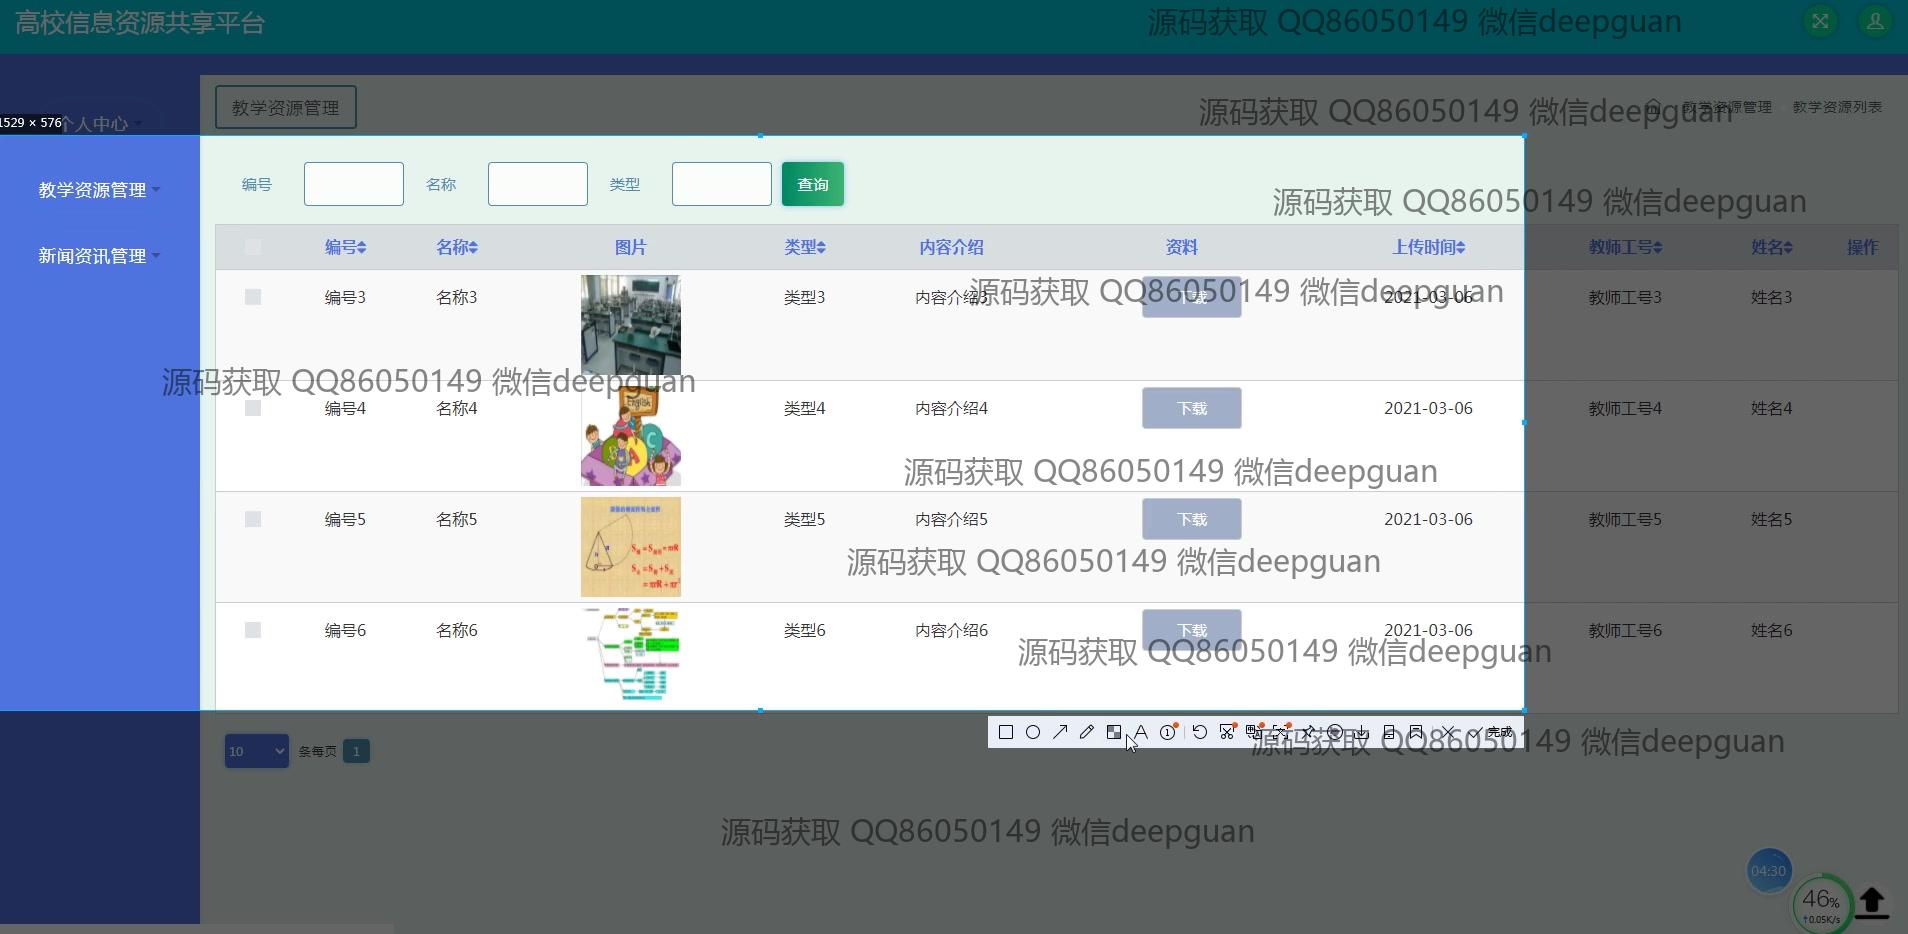 高校信息资源共享平台
源码获取 QQ86050149 微信deepguan
教学资源管理
源码获取 QQ86050149 微信deepguan
教学资源管理 教学资源列表
1529 × 576
个人中心
教学资源管理
新闻资讯管理
编号 名称 类型 查询
源码获取 QQ86050149 微信deepguan
编号 名称 图片 类型 内容介绍 资料 上传时间 教师工号 姓名 操作
编号3 名称3 类型3 内容介绍3 下载 2021-03-06 教师工号3 姓名3
源码获取 QQ86050149 微信deepguan
源码获取 QQ86050149 微信deepguan
English
编号4 名称4 类型4 内容介绍4 下载 2021-03-06 教师工号4 姓名4
源码获取 QQ86050149 微信deepguan
编号5 名称5 类型5 内容介绍5 下载 2021-03-06 教师工号5 姓名5
源码获取 QQ86050149 微信deepguan
编号6 名称6 类型6 内容介绍6 下载 2021-03-06 教师工号6 姓名6
源码获取 QQ86050149 微信deepguan
完成
源码获取 QQ86050149 微信deepguan
10 条每页 1
源码获取 QQ86050149 微信deepguan
04:30
46%
↑0.05K/s